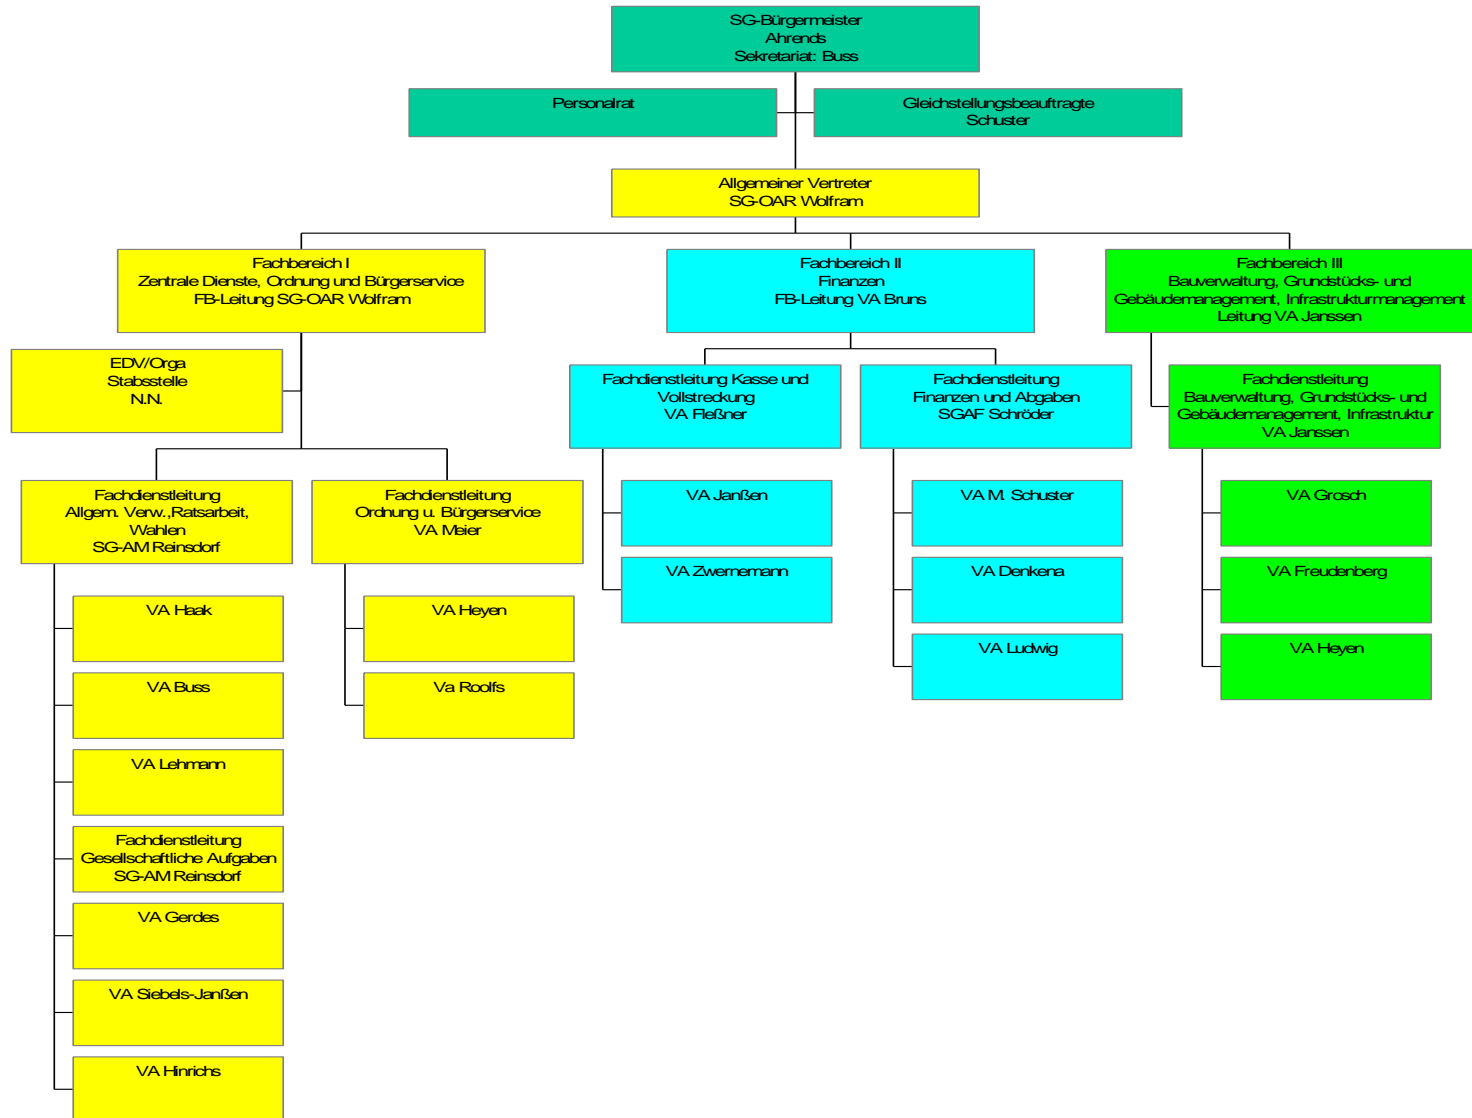 SG-Bürgermeister
Ahrends
Sekretariat: Buss
Personalrat
Gleichstellungsbeauftragte
Schuster
Allgemeiner Vertreter
SG-OAR Wolfram
Fachbereich I
Zentrale Dienste, Ordnung und Bürgerservice
FB-Leitung SG-OAR Wolfram
Fachbereich II
Finanzen
FB-Leitung VA Bruns
Fachbereich III
Bauverwaltung, Grundstücks- und
Gebäudemanagement, Infrastrukturmanagement
Leitung VA Janssen
EDV/Orga
Stabsstelle
N.N.
Fachdienstleitung Kasse und
Vollstreckung
VA Fleßner
Fachdienstleitung
Finanzen und Abgaben
SGAF Schröder
Fachdienstleitung
Bauverwaltung, Grundstücks- und
Gebäudemanagement, Infrastruktur
VA Janssen
Fachdienstleitung
Allgem. Verw.,Ratsarbeit,
Wahlen
SG-AM Reinsdorf
Fachdienstleitung
Ordnung u. Bürgerservice
VA Meier
VA Janßen
VA Zwernemann
VA M. Schuster
VA Denkena
VA Ludwig
VA Grosch
VA Freudenberg
VA Heyen
VA Haak
VA Buss
VA Lehmann
Fachdienstleitung
Gesellschaftliche Aufgaben
SG-AM Reinsdorf
VA Gerdes
VA Siebels-Janßen
VA Hinrichs
VA Heyen
Va Roolfs